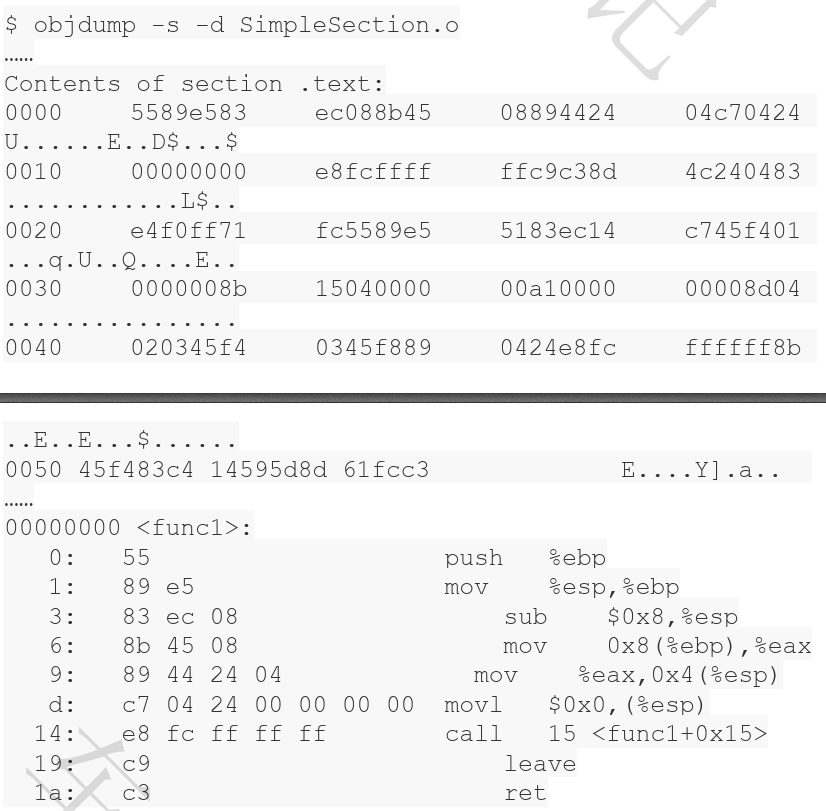 $ objdump -s -d SimpleSection.o
……
Contents of section .text:
0000 5589e583 ec088b45 08894424 04c70424
U......E..D$...$
0010 00000000 e8fcffff ffc9c38d 4c240483
............L$..
0020 e4f0ff71 fc5589e5 5183ec14 c745f401
...q.U..Q....E..
0030 0000008b 15040000 00a10000 00008d04
................
0040 020345f4 0345f889 0424e8fc ffffff8b
..E..E...$......
0050 45f483c4 14595d8d 61fcc3 E....Y].a..
……
00000000 <func1>:
0: 55 push %ebp
1: 89 e5 mov %esp,%ebp
3: 83 ec 08 sub $0x8,%esp
6: 8b 45 08 mov 0x8(%ebp),%eax
9: 89 44 24 04 mov %eax,0x4(%esp)
d: c7 04 24 00 00 00 00 movl $0x0,(%esp)
14: e8 fc ff ff ff call 15 <func1+0x15>
19: c9 leave
1a: c3 ret